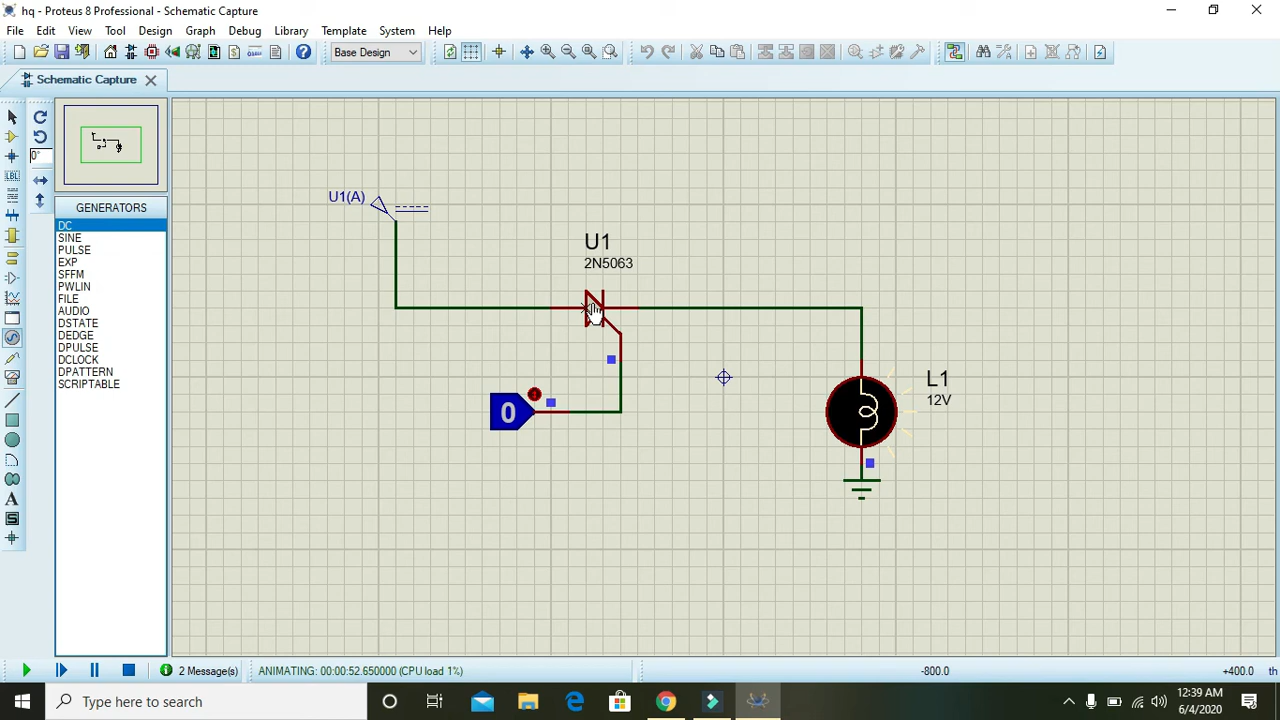 hq - Proteus 8 Professional - Schematic Capture
File Edit View Tool Design Graph Debug Library Template System Help
Base Design
Schematic Capture
0°
GENERATORS
DC
SINE
PULSE
EXP
SFFM
PWLIN
FILE
AUDIO
DSTATE
DEDGE
DPULSE
DCLOCK
DPATTERN
SCRIPTABLE
LBL
A
S
U1(A)
U1
2N5063
0
L1
12V
2 Message(s)
ANIMATING: 00:00:52.650000 (CPU load 1%)
-800.0
+400.0
th
Type here to search
12:39 AM
6/4/2020